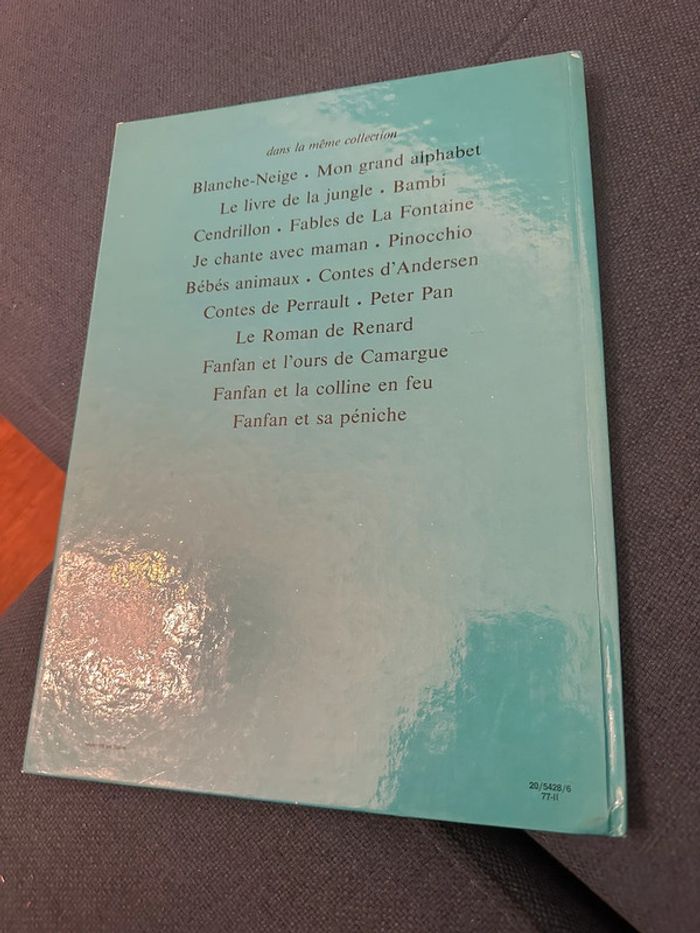 dans la même collection
Blanche-Neige . Mon grand alphabet
Le livre de la jungle . Bambi
Cendrillon . Fables de La Fontaine
Je chante avec maman . Pinocchio
Bébés animaux . Contes d'Andersen
Contes de Perrault . Peter Pan
Le Roman de Renard
Fanfan et l'ours de Camargue
Fanfan et la colline en feu
Fanfan et sa péniche
20/5428/6
77-II